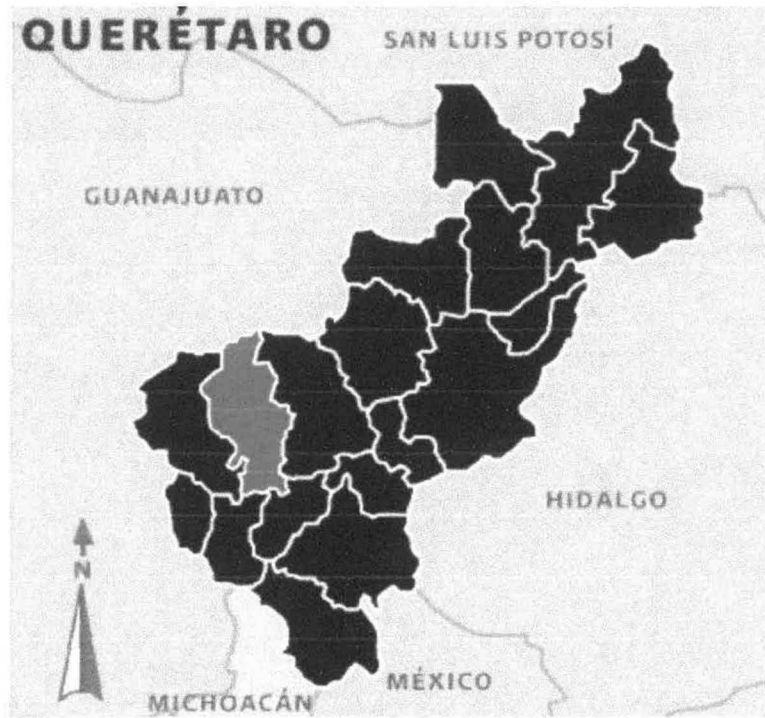 QUERÉTARO
SAN LUIS POTOSÍ
GUANAJUATO
HIDALGO
N
MÉXICO
MICHOACÁN